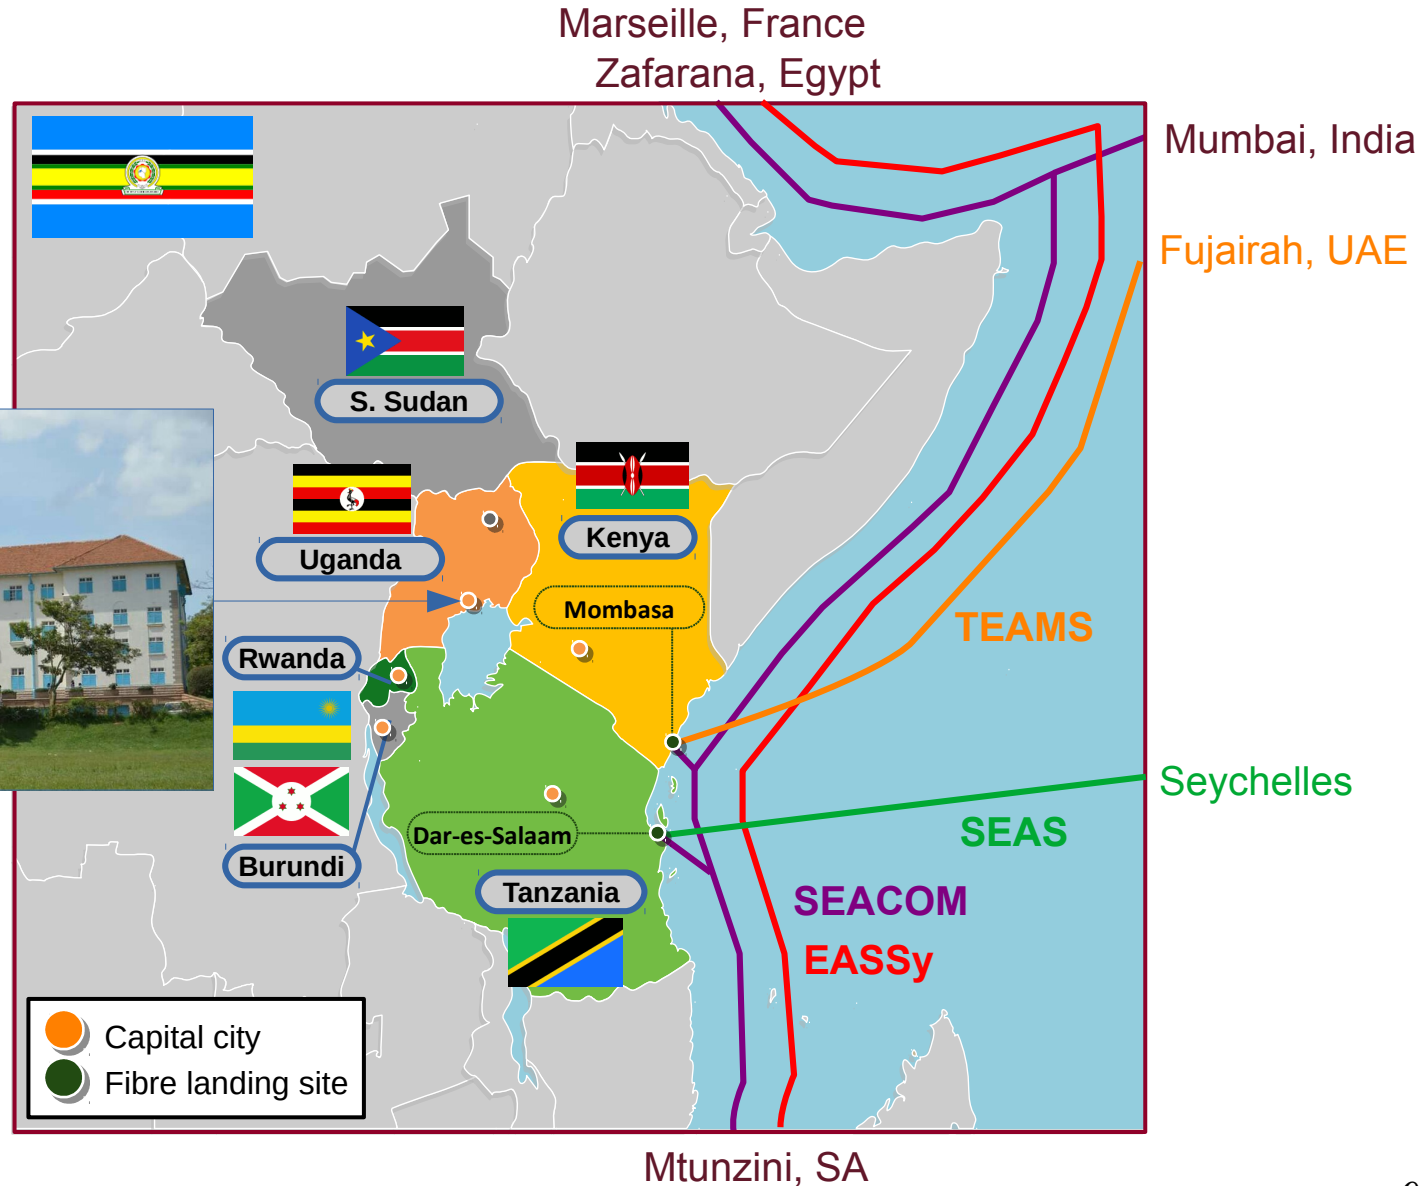 Marseille, France
Zafarana, Egypt
Mumbai, India
Fujairah, UAE
S. Sudan
Uganda
Kenya
Mombasa
TEAMS
Rwanda
Seychelles
SEAS
Dar-es-Salaam
Burundi
Tanzania
SEACOM
EASSy
Capital city
Fibre landing site
Mtunzini, SA